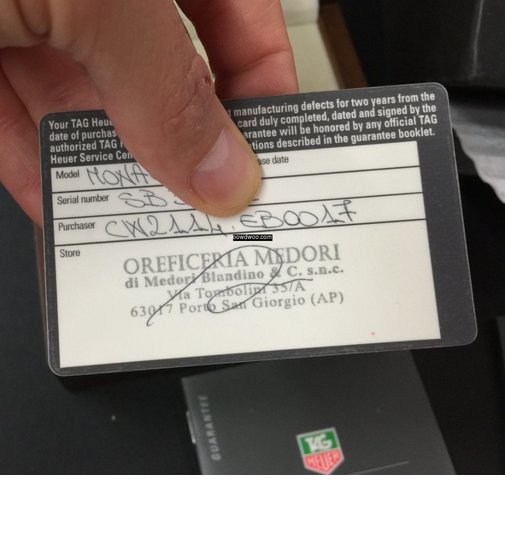 Your TAG Heue manufacturing defects for two years from the
date of purchas card duly completed, dated and signed by the
authorized TAG arantee will be honored by any official TAG
Heuer Service Cen tions described in the guarantee booklet.
Model MONA ase date
Serial number
Purchaser CW2114.EB0017
Store
OREFICERIA MEDORI
di Medori Blandino & C. s.n.c.
Via Tombolini 35/A
63017 Porto San Giorgio (AP)
GUARANTEE
TAG
HEUER